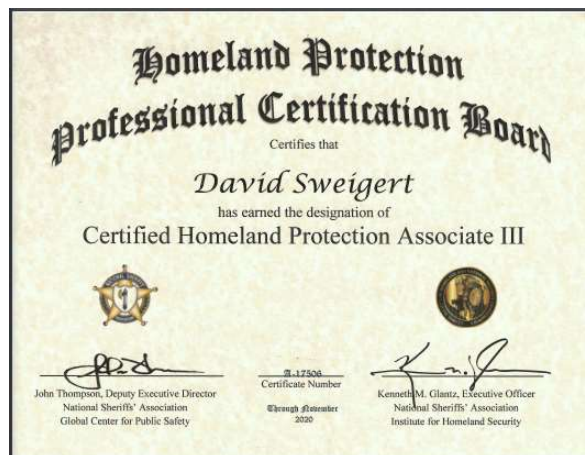 Homeland Protection
Professional Certification Board
Certifies that
David Sweigert
has earned the designation of
Certified Homeland Protection Associate III
A-17506
Certificate Number
Through November
2020
John Thompson, Deputy Executive Director
National Sheriffs' Association
Global Center for Public Safety
Kenneth M. Glantz, Executive Officer
National Sheriffs' Association
Institute for Homeland Security